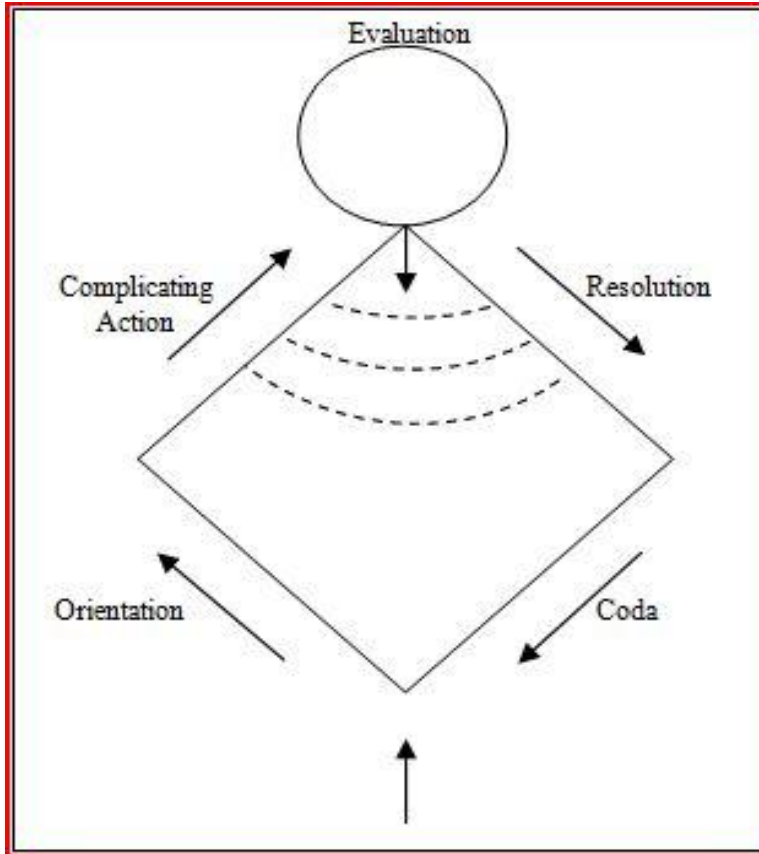 Evaluation
Complicating
Action
Resolution
Orientation
Coda